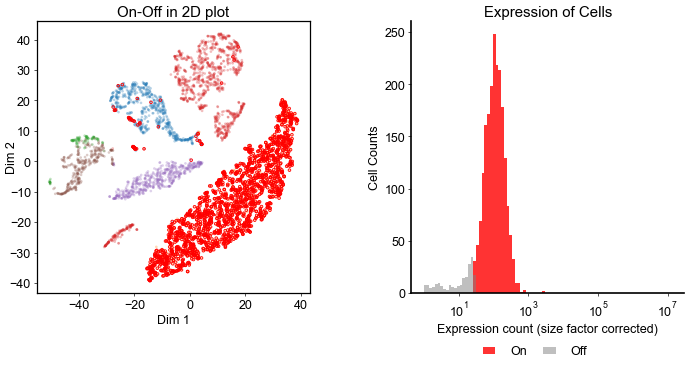 On-Off in 2D plot
Dim 2
40
30
20
10
0
−10
−20
−30
−40
−40 −20 0 20 40
Dim 1
Expression of Cells
Cell Counts
250
200
150
100
50
0
10^1 10^3 10^5 10^7
Expression count (size factor corrected)
On Off